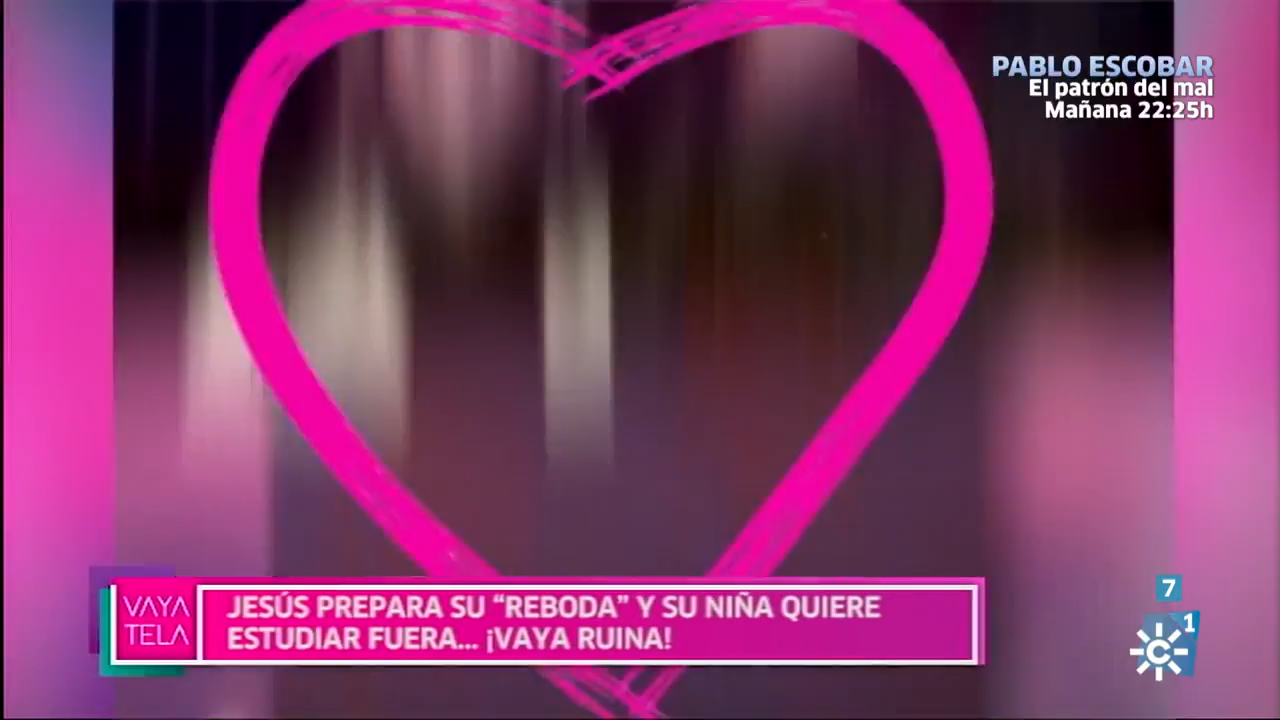 PABLO ESCOBAR
El patrón del mal
Mañana 22:25h
VAYA
TELA
JESÚS PREPARA SU “REBODA” Y SU NIÑA QUIERE
ESTUDIAR FUERA... ¡VAYA RUINA!
7
1